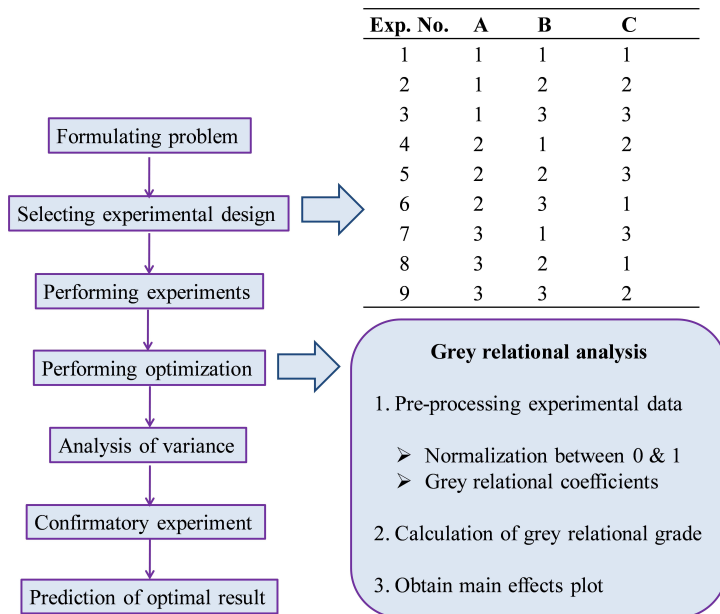 Formulating problem
Selecting experimental design
Performing experiments
Performing optimization
Analysis of variance
Confirmatory experiment
Prediction of optimal result
Exp. No. A B C
1 1 1 1
2 1 2 2
3 1 3 3
4 2 1 2
5 2 2 3
6 2 3 1
7 3 1 3
8 3 2 1
9 3 3 2
Grey relational analysis
1. Pre-processing experimental data
➢ Normalization between 0 & 1
➢ Grey relational coefficients
2. Calculation of grey relational grade
3. Obtain main effects plot